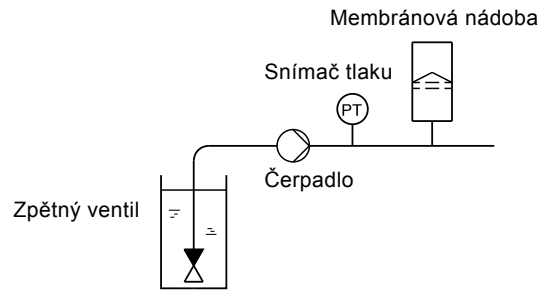 Membránová nádoba
Snímač tlaku
PT
Čerpadlo
Zpětný ventil